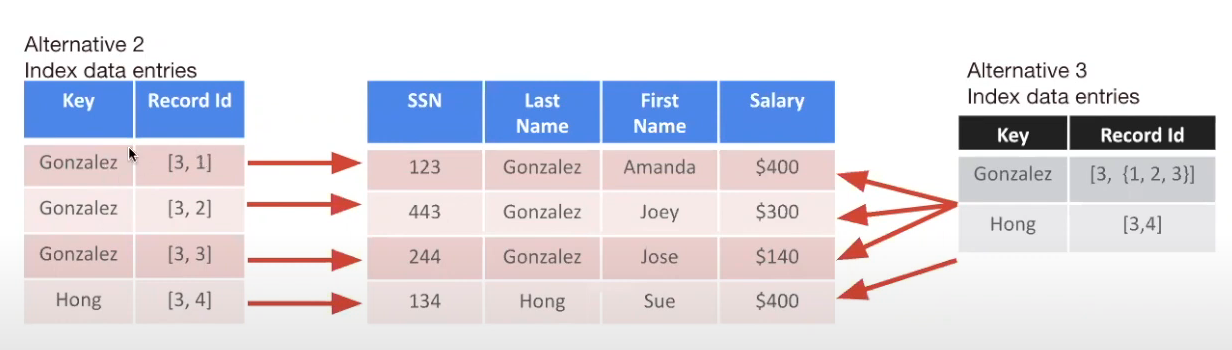 Alternative 2
Index data entries
Key Record Id
Gonzalez [3, 1]
Gonzalez [3, 2]
Gonzalez [3, 3]
Hong [3, 4]
SSN Last Name First Name Salary
123 Gonzalez Amanda $400
443 Gonzalez Joey $300
244 Gonzalez Jose $140
134 Hong Sue $400
Alternative 3
Index data entries
Key Record Id
Gonzalez [3, {1, 2, 3}]
Hong [3,4]